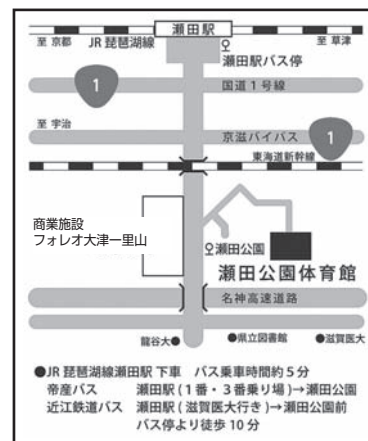 瀬田駅
至 京都 JR 琵琶湖線
至 草津
瀬田駅バス停
1
国道1号線
至 宇治
京滋バイパス
1
東海道新幹線
商業施設
フォレオ大津一里山
瀬田公園
瀬田公園体育館
名神高速道路
龍谷大●
●県立図書館
●滋賀医大
●JR 琵琶湖線瀬田駅 下車 バス乗車時間約5分
帝産バス 瀬田駅(1番・3番乗り場)→瀬田公園
近江鉄道バス 瀬田駅(滋賀医大行き)→瀬田公園前
バス停より徒歩10分